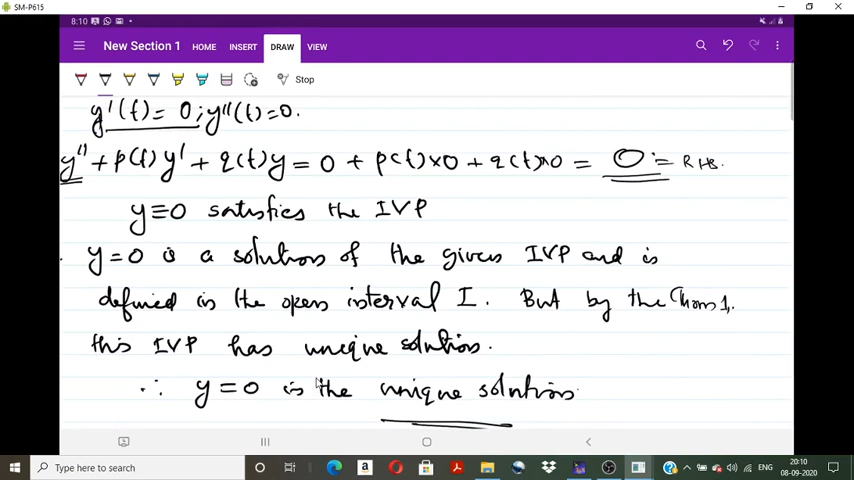 SM-P615
8:10
New Section 1 HOME INSERT DRAW VIEW
Stop
y'(t) = 0; y''(t) = 0.
y'' + p(t) y' + q(t) y = 0 + p(t) × 0 + q(t) × 0 = 0 = RHS.
y ≡ 0 satisfies the IVP
y = 0 is a solution of the given IVP and is
defined in the open interval I. But by the Thm 1,
this IVP has unique solution.
∴ y = 0 is the unique solution
Type here to search
ENG
20:10
08-09-2020